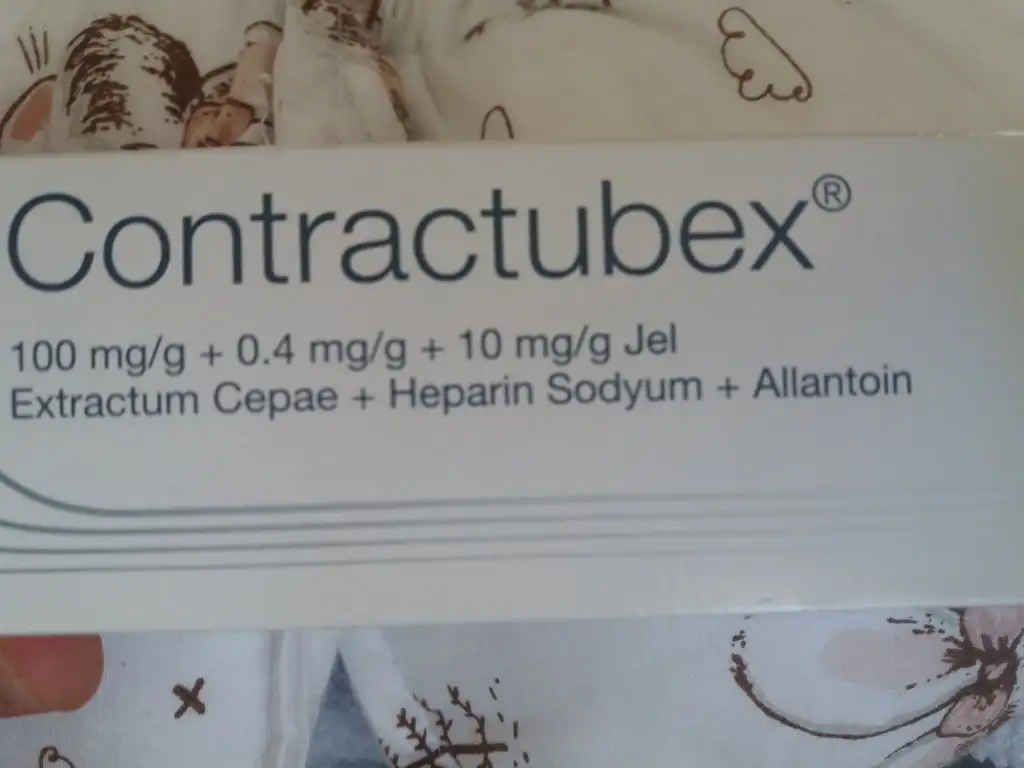 Contractubex®
100 mg/g + 0.4 mg/g + 10 mg/g Jel
Extractum Cepae + Heparin Sodyum + Allantoin